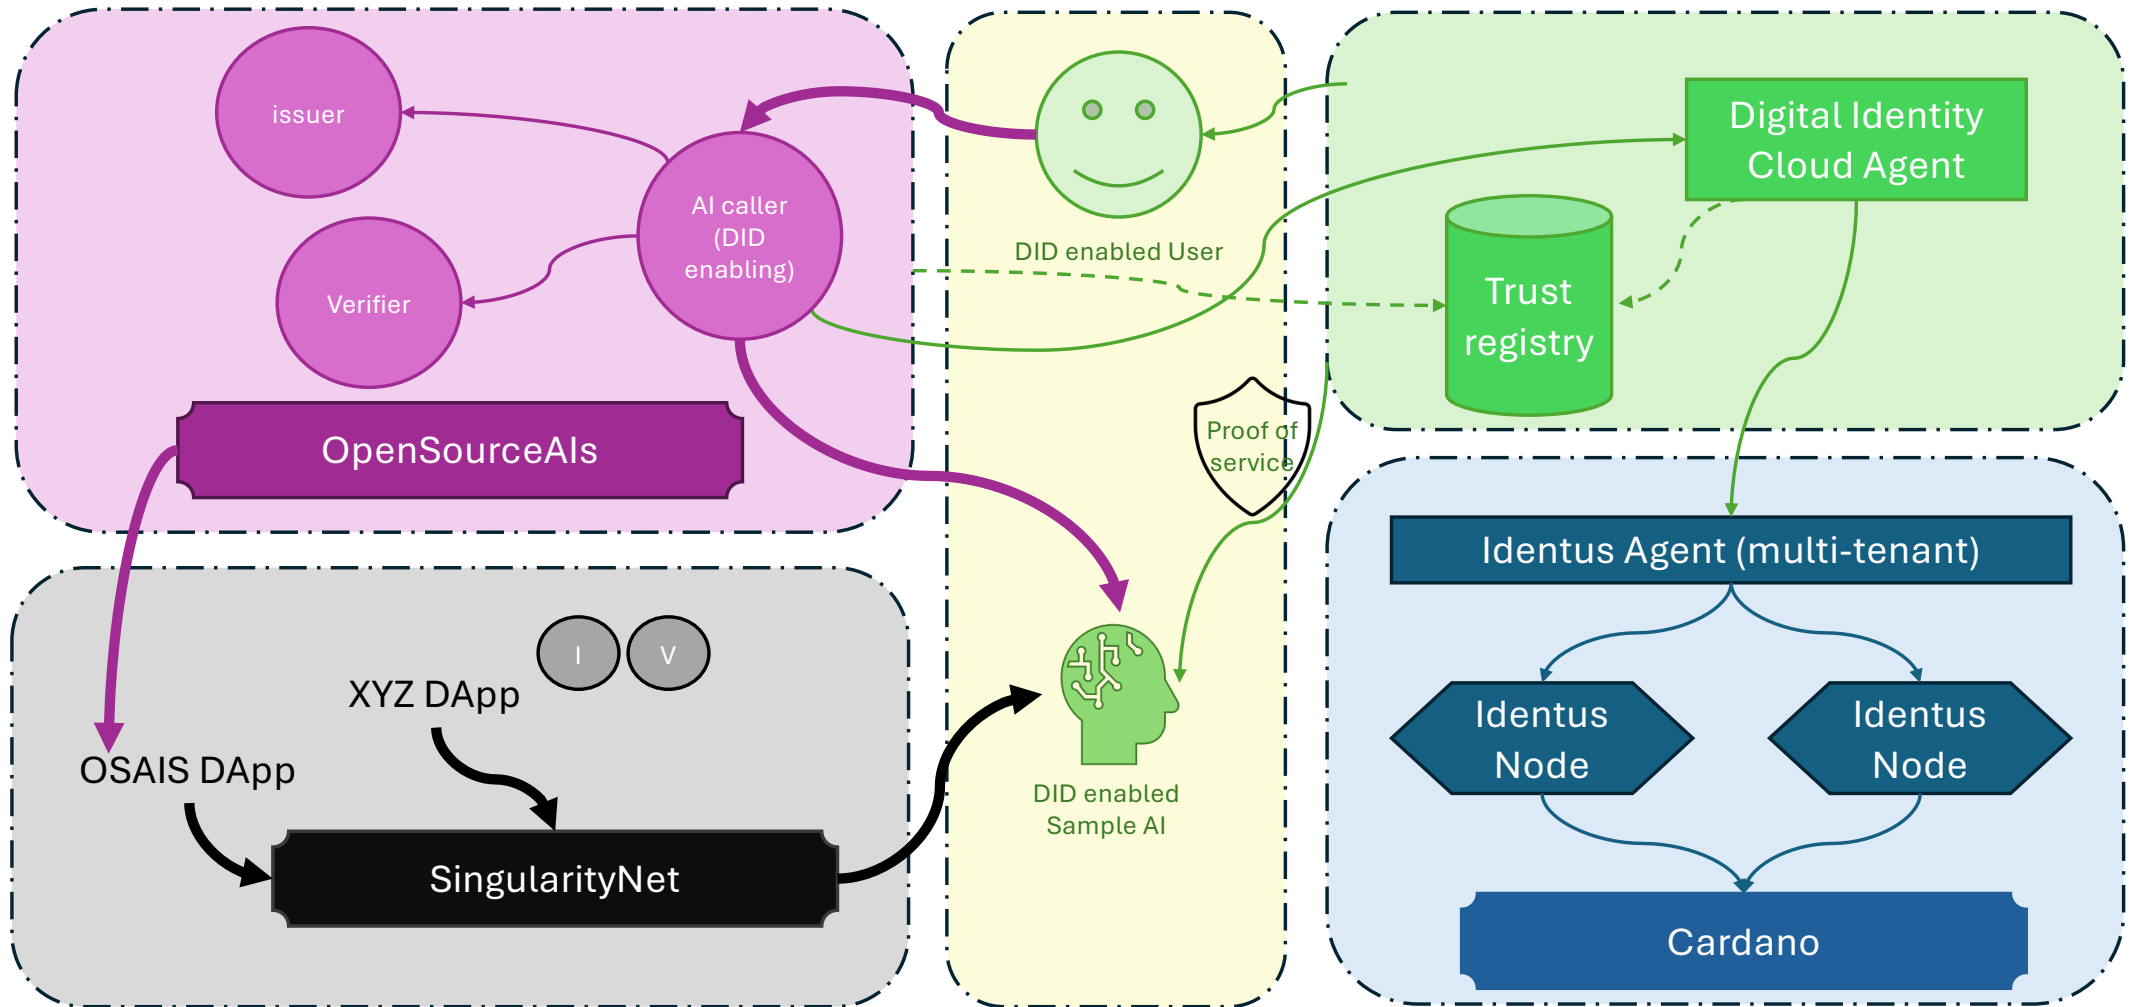 issuer
AI caller
(DID
enabling)
Verifier
OpenSourceAIs
DID enabled User
Digital Identity
Cloud Agent
Trust
registry
Proof of
service
Identus Agent (multi-tenant)
Identus
Node
Identus
Node
Cardano
I
V
XYZ DApp
OSAIS DApp
SingularityNet
DID enabled
Sample AI